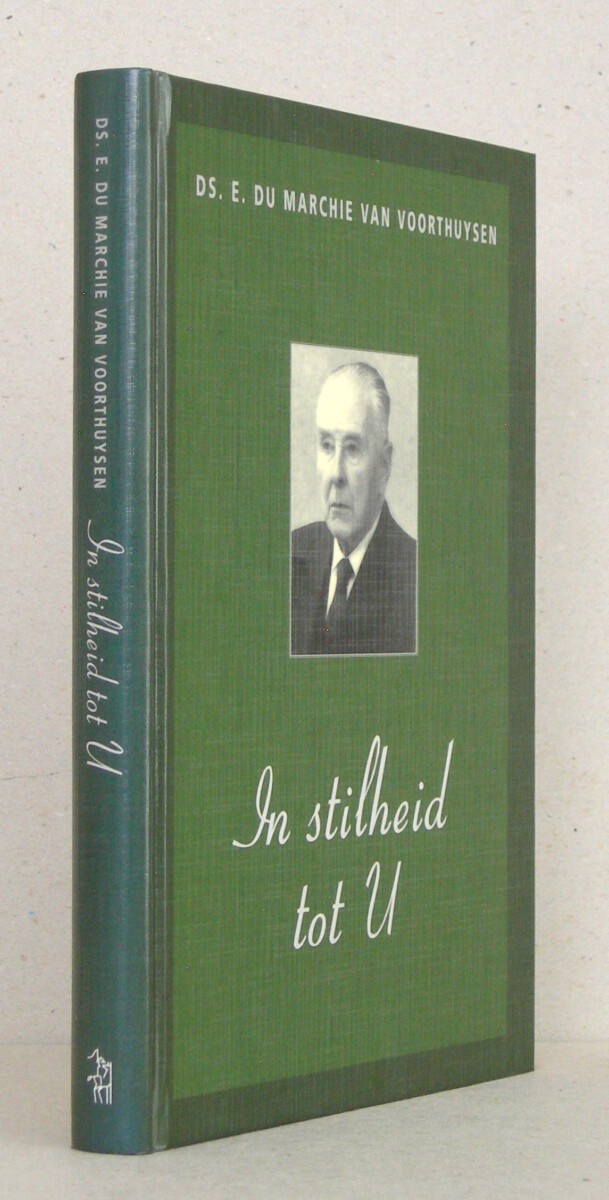 DS. E. DU MARCHIE VAN VOORTHUYSEN In stilheid tot U
DS. E. DU MARCHIE VAN VOORTHUYSEN
In stilheid
tot U